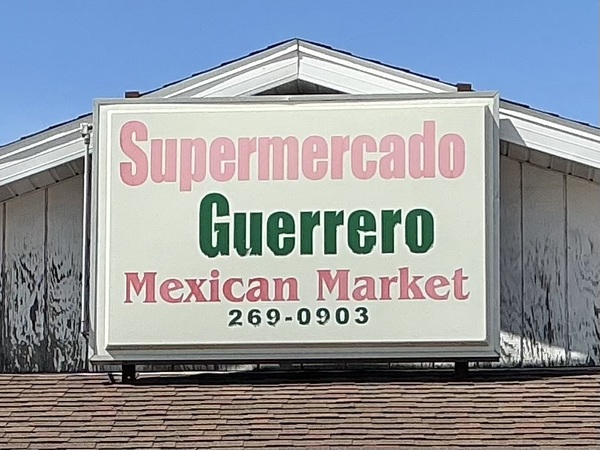 Supermercado
Guerrero
Mexican Market
269-0903